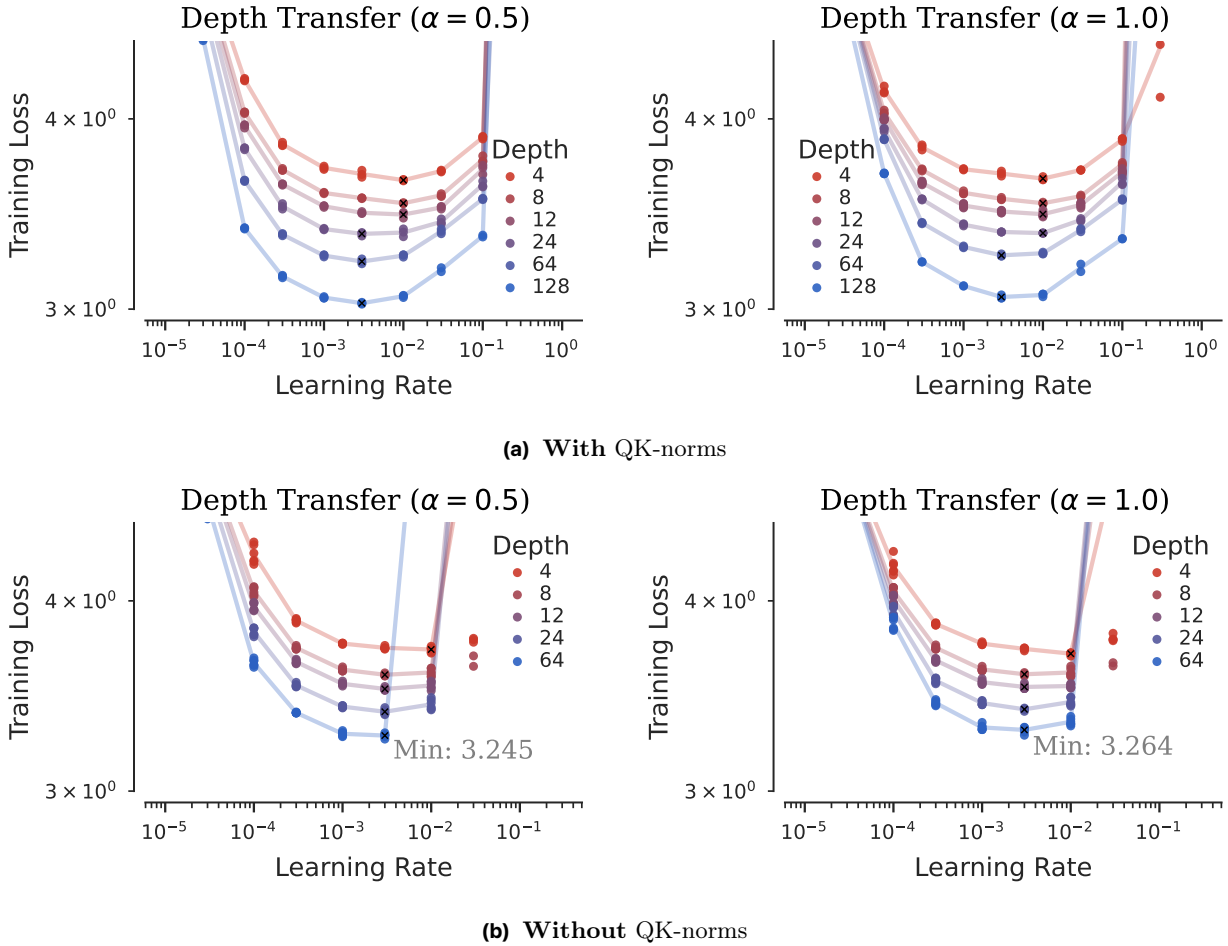 Depth Transfer (α = 0.5)
Training Loss
4 × 10⁰
3 × 10⁰
Depth
4
8
12
24
64
128
10⁻⁵ 10⁻⁴ 10⁻³ 10⁻² 10⁻¹ 10⁰
Learning Rate
Depth Transfer (α = 1.0)
Training Loss
4 × 10⁰
3 × 10⁰
Depth
4
8
12
24
64
128
10⁻⁵ 10⁻⁴ 10⁻³ 10⁻² 10⁻¹ 10⁰
Learning Rate
(a) With QK-norms
Depth Transfer (α = 0.5)
Training Loss
4 × 10⁰
3 × 10⁰
Depth
4
8
12
24
64
Min: 3.245
10⁻⁵ 10⁻⁴ 10⁻³ 10⁻² 10⁻¹
Learning Rate
Depth Transfer (α = 1.0)
Training Loss
4 × 10⁰
3 × 10⁰
Depth
4
8
12
24
64
Min: 3.264
10⁻⁵ 10⁻⁴ 10⁻³ 10⁻² 10⁻¹
Learning Rate
(b) Without QK-norms